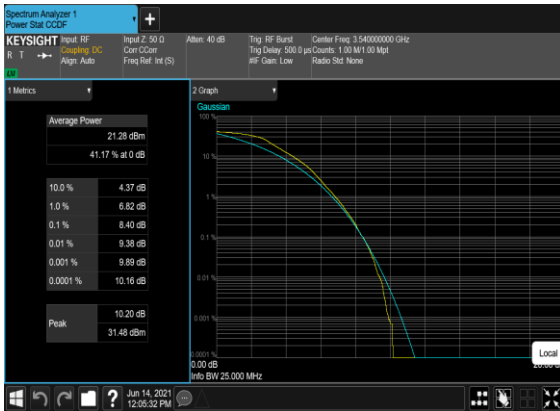 Spectrum Analyzer 1
Power Stat CCDF
+
KEYSIGHT
R T
LM
Input: RF
Coupling: DC
Align: Auto
Input Z: 50 Ω
Corr CCorr
Freq Ref: Int (S)
Atten: 40 dB
Trig: RF Burst
Trig Delay: 500.0 µs
#IF Gain: Low
Center Freq: 3.540000000 GHz
Counts: 1.00 M/1.00 Mpt
Radio Std: None
1 Metrics
Average Power
21.28 dBm
41.17 % at 0 dB
10.0 % 4.37 dB
1.0 % 6.82 dB
0.1 % 8.40 dB
0.01 % 9.38 dB
0.001 % 9.89 dB
0.0001 % 10.16 dB
Peak
10.20 dB
31.48 dBm
2 Graph
Gaussian
100 %
10 %
1 %
0.1 %
0.01 %
0.001 %
0.0001 %
0.00 dB
Info BW 25.000 MHz
Local
?
Jun 14, 2021
12:05:32 PM